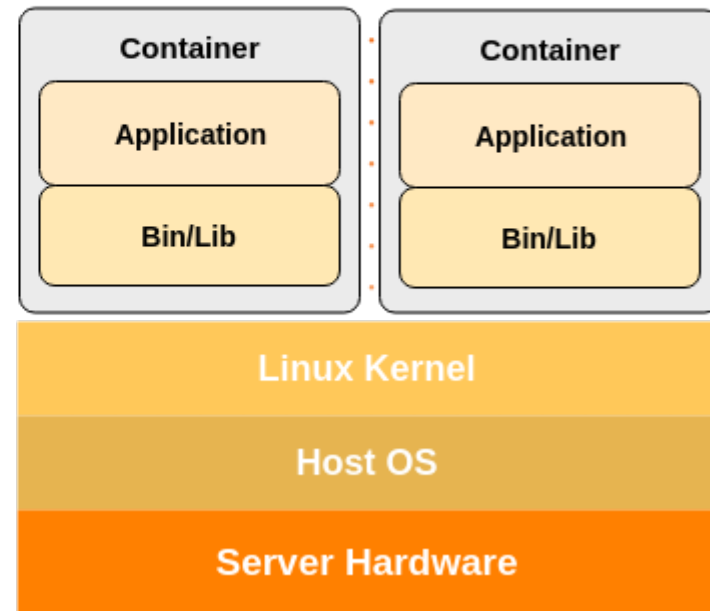 Container
Application
Bin/Lib
Container
Application
Bin/Lib
Linux Kernel
Host OS
Server Hardware